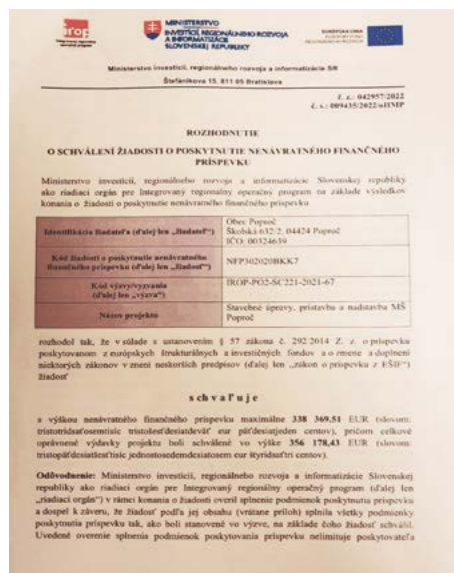 irop
MINISTERSTVO
INVESTÍCIÍ, REGIONÁLNEHO ROZVOJA
A INFORMATIZÁCIE
SLOVENSKEJ REPUBLIKY
EURÓPSKA ÚNIA
Ministerstvo investícií, regionálneho rozvoja a informatizácie SR
Štefánikova 15, 811 05 Bratislava
č. z.: 042957/2022
č. s.: 009435/2022/oIIMP
ROZHODNUTIE
O SCHVÁLENÍ ŽIADOSTI O POSKYTNUTIE NENÁVRATNÉHO FINANČNÉHO
PRÍSPEVKU
Ministerstvo investícií, regionálneho rozvoja a informatizácie Slovenskej republiky
ako riadiaci orgán pre Integrovaný regionálny operačný program na základe výsledkov
konania o žiadosti o poskytnutie nenávratného finančného príspevku
Identifikácia žiadateľa (ďalej len „žiadateľ“)
Obec Poproč
Školská 632/2, 04424 Poproč
IČO: 00324639
Kód žiadosti o poskytnutie nenávratného
finančného príspevku (ďalej len „žiadosť“)
NFP302020BKK7
Kód výzvy/vyzvania
(ďalej len „výzva“)
IROP-PO2-SC221-2021-67
Názov projektu
Stavebné úpravy, prístavba a nadstavba MŠ
Poproč
rozhodol tak, že v súlade s ustanovením § 57 zákona č. 292/2014 Z. z. o príspevku
poskytovanom z európskych štrukturálnych a investičných fondov a o zmene a doplnení
niektorých zákonov v znení neskorších predpisov (ďalej len „zákon o príspevku z EŠIF“)
žiadosť
s c h v a ľ u j e
s výškou nenávratného finančného príspevku maximálne 338 369,51 EUR (slovom:
tristotridsaťosemtisíc tristošesťdesiatdeväť eur päťdesiatjeden centov), pričom celkové
oprávnené výdavky projektu boli schválené vo výške 356 178,43 EUR (slovom:
tristopäťdesiatšesťtisíc jednostosedemdesiatosem eur štyridsaťtri centov).
Odôvodnenie: Ministerstvo investícií, regionálneho rozvoja a informatizácie Slovenskej
republiky ako riadiaci orgán pre Integrovaný regionálny operačný program (ďalej len
„riadiaci orgán“) v rámci konania o žiadosti overil splnenie podmienok poskytnutia príspevku
a dospel k záveru, že žiadosť podľa jej obsahu (vrátane príloh) splnila všetky podmienky
poskytnutia príspevku tak, ako boli stanovené vo výzve, na základe čoho žiadosť schválil.
Uvedené overenie splnenia podmienok poskytovania príspevku nelimituje poskytovateľa